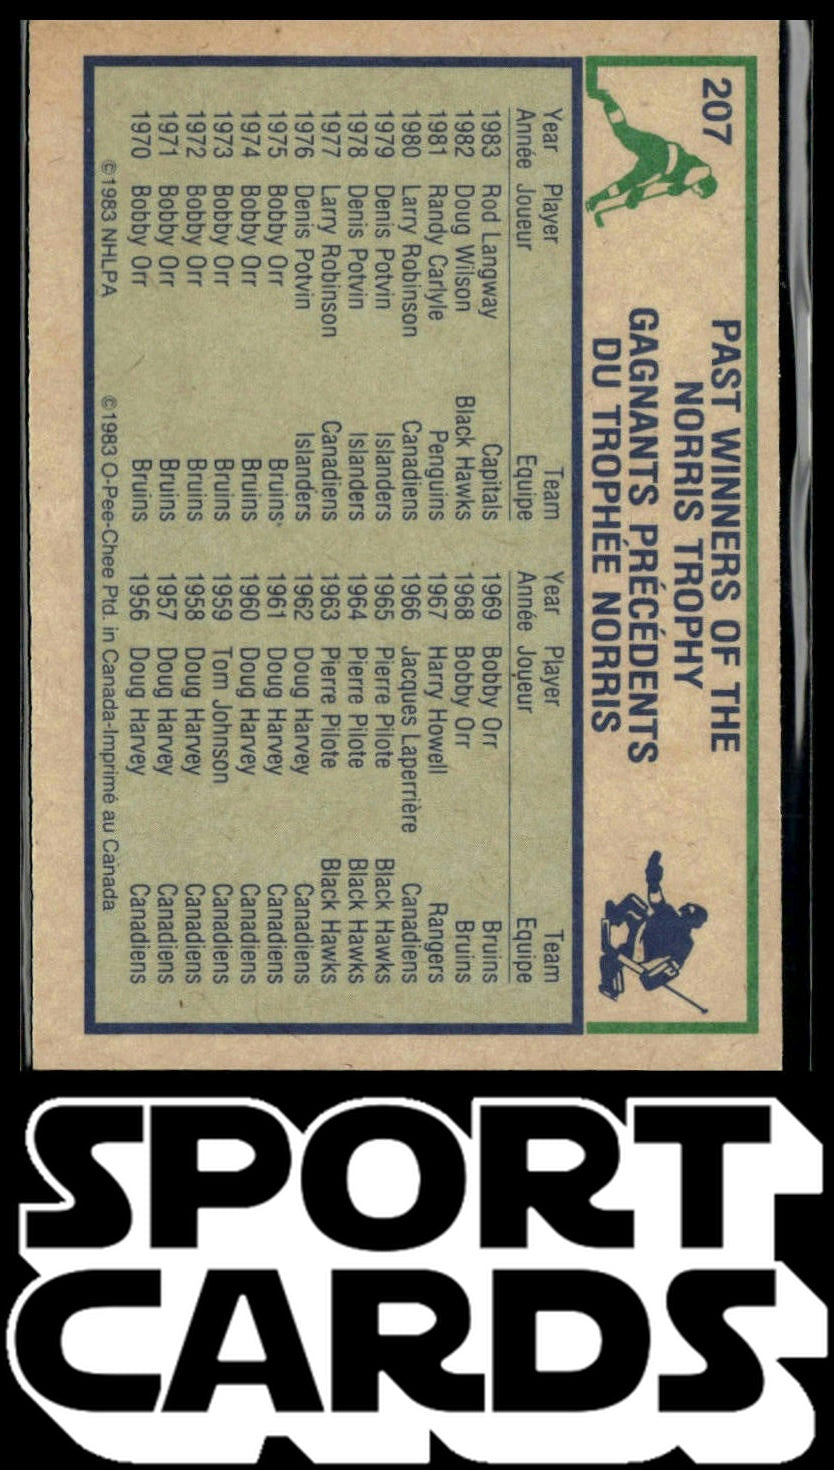 207
PAST WINNERS OF THE
NORRIS TROPHY
GAGNANTS PRÉCÉDENTS
DU TROPHÉE NORRIS
Year Player Team
Année Joueur Equipe
1983 Rod Langway Capitals
1982 Doug Wilson Black Hawks
1981 Randy Carlyle Penguins
1980 Larry Robinson Canadiens
1979 Denis Potvin Islanders
1978 Denis Potvin Islanders
1977 Larry Robinson Canadiens
1976 Denis Potvin Islanders
1975 Bobby Orr Bruins
1974 Bobby Orr Bruins
1973 Bobby Orr Bruins
1972 Bobby Orr Bruins
1971 Bobby Orr Bruins
1970 Bobby Orr Bruins
Year Player Team
Année Joueur Equipe
1969 Bobby Orr Bruins
1968 Bobby Orr Bruins
1967 Harry Howell Rangers
1966 Jacques Laperrière Canadiens
1965 Pierre Pilote Black Hawks
1964 Pierre Pilote Black Hawks
1963 Pierre Pilote Black Hawks
1962 Doug Harvey Canadiens
1961 Doug Harvey Canadiens
1960 Doug Harvey Canadiens
1959 Tom Johnson Canadiens
1958 Doug Harvey Canadiens
1957 Doug Harvey Canadiens
1956 Doug Harvey Canadiens
©1983 NHLPA ©1983 O-Pee-Chee Ptd. in Canada-Imprimé au Canada
SPORT
CARDS